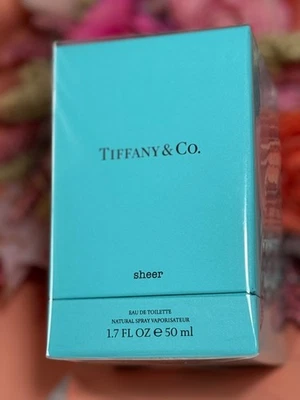 TIFFANY & CO.
sheer
EAU DE TOILETTE
NATURAL SPRAY VAPORISATEUR
1.7 FL OZ ℮ 50 ml